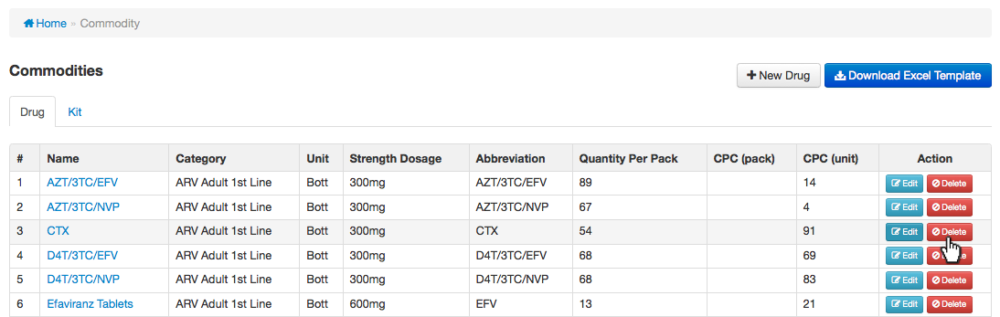 Home » Commodity
Commodities
New Drug Download Excel Template
Drug Kit
# Name Category Unit Strength Dosage Abbreviation Quantity Per Pack CPC (pack) CPC (unit) Action
1 AZT/3TC/EFV ARV Adult 1st Line Bott 300mg AZT/3TC/EFV 89 14 Edit Delete
2 AZT/3TC/NVP ARV Adult 1st Line Bott 300mg AZT/3TC/NVP 67 4 Edit Delete
3 CTX ARV Adult 1st Line Bott 300mg CTX 54 91 Edit Delete
4 D4T/3TC/EFV ARV Adult 1st Line Bott 300mg D4T/3TC/EFV 68 69 Edit Delete
5 D4T/3TC/NVP ARV Adult 1st Line Bott 300mg D4T/3TC/NVP 68 83 Edit Delete
6 Efaviranz Tablets ARV Adult 1st Line Bott 600mg EFV 13 21 Edit Delete